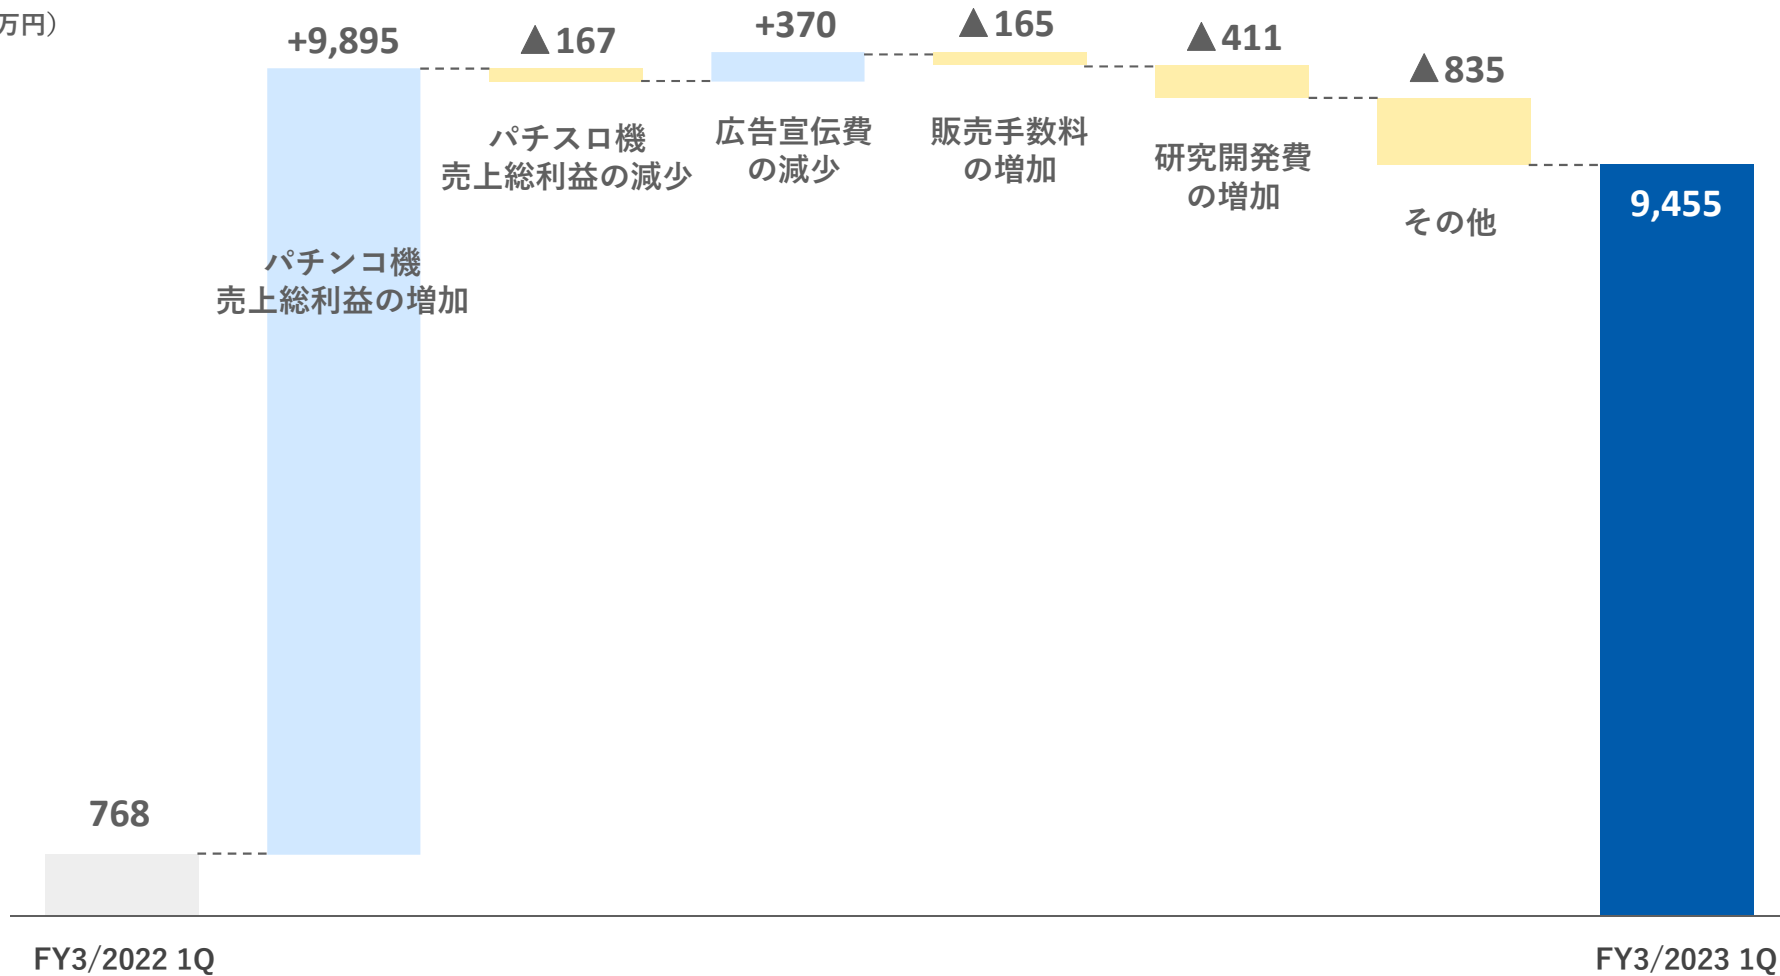 万円）
+9,895
▲167
+370
▲165
▲411
▲835
パチスロ機
売上総利益の減少
広告宣伝費
の減少
販売手数料
の増加
研究開発費
の増加
その他
9,455
パチンコ機
売上総利益の増加
768
FY3/2022 1Q
FY3/2023 1Q